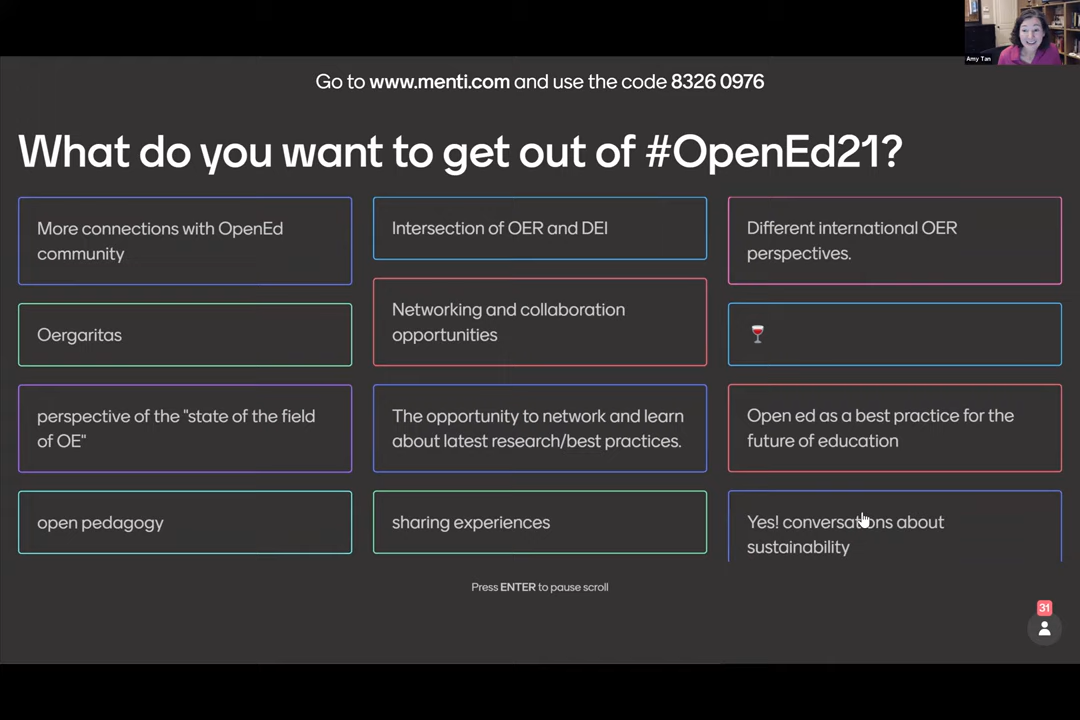 Amy Tan
Go to www.menti.com and use the code 8326 0976
What do you want to get out of #OpenEd21?
More connections with OpenEd
community
Oergaritas
perspective of the "state of the field
of OE"
open pedagogy
Intersection of OER and DEI
Networking and collaboration
opportunities
The opportunity to network and learn
about latest research/best practices.
sharing experiences
Different international OER
perspectives.
🍷
Open ed as a best practice for the
future of education
Yes! conversations about
sustainability
Press ENTER to pause scroll
31